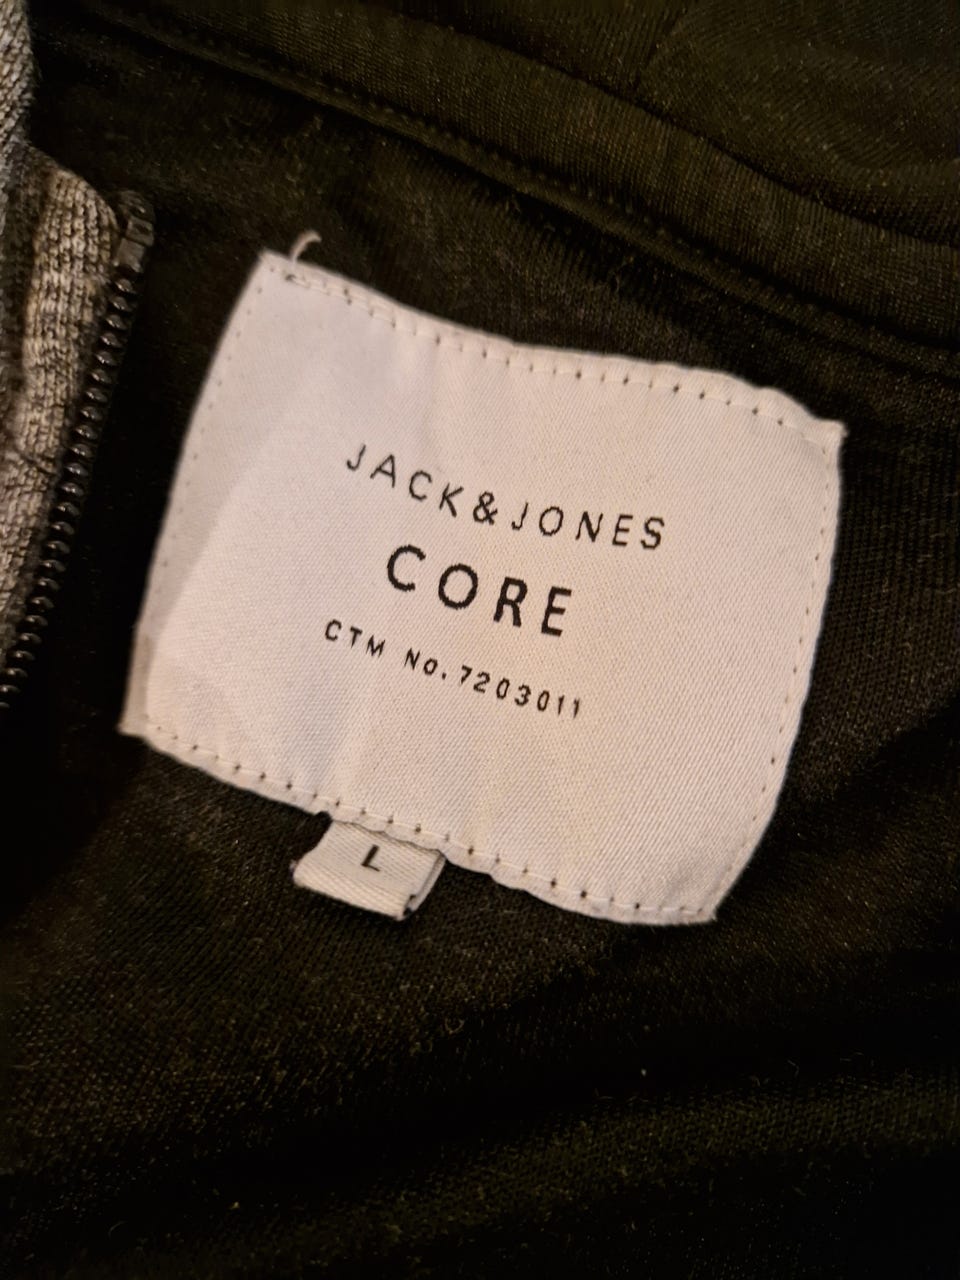 JACK&JONES
CORE
CTM No. 7203011
L